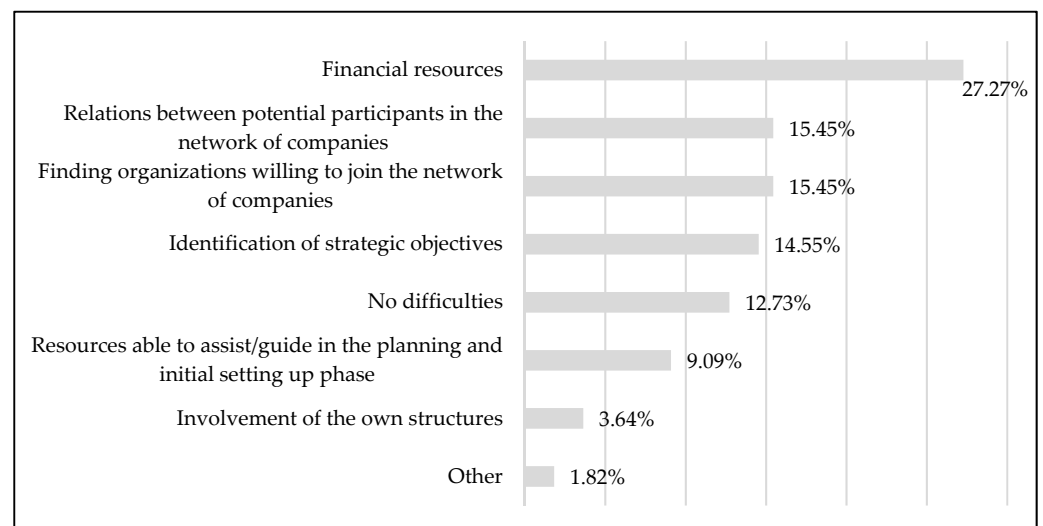 Financial resources
27.27%
Relations between potential participants in the
network of companies
15.45%
Finding organizations willing to join the network
of companies
15.45%
Identification of strategic objectives
14.55%
No difficulties
12.73%
Resources able to assist/guide in the planning and
initial setting up phase
9.09%
Involvement of the own structures
3.64%
Other
1.82%